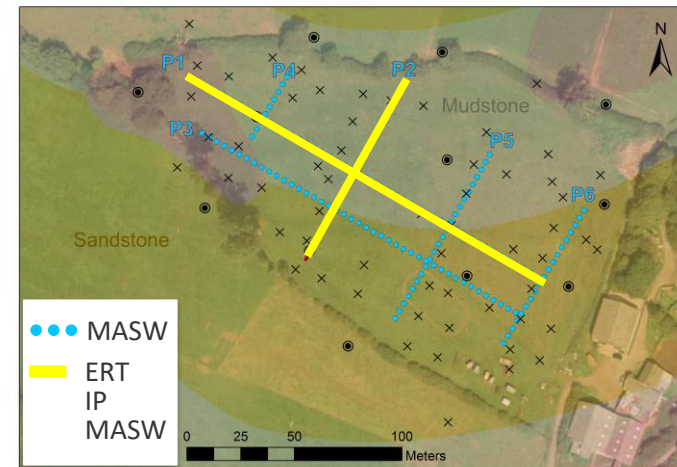 N
P1
P4
P2
Mudstone
P3
P5
P6
Sandstone
MASW
ERT
IP
MASW
0 25 50 100
Meters